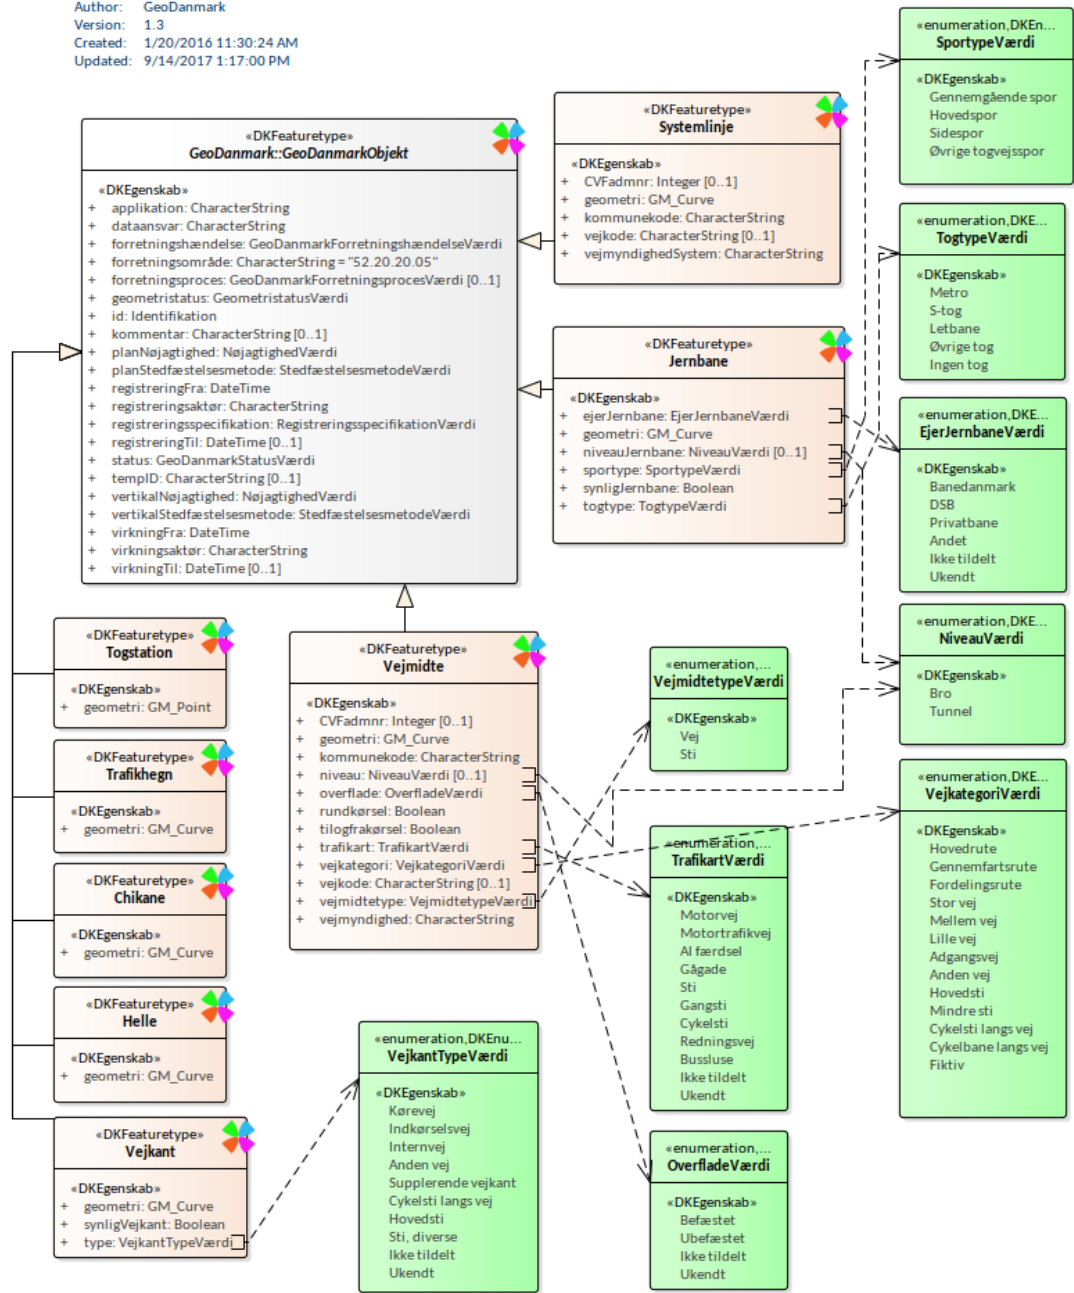 Author: GeoDanmark
Version: 1.3
Created: 1/20/2016 11:30:24 AM
Updated: 9/14/2017 1:17:00 PM
«DKFeaturetype»
GeoDanmark::GeoDanmarkObjekt
«DKEgenskab»
+ applikation: CharacterString
+ dataansvar: CharacterString
+ forretningshændelse: GeoDanmarkForretningshændelseVærdi
+ forretningsområde: CharacterString = "52.20.20.05"
+ forretningsproces: GeoDanmarkForretningsprocesVærdi [0..1]
+ geometristatus: GeometristatusVærdi
+ id: Identifikation
+ kommentar: CharacterString [0..1]
+ planNøjagtighed: NøjagtighedVærdi
+ planStedfæstelsesmetode: StedfæstelsesmetodeVærdi
+ registreringFra: DateTime
+ registreringsaktør: CharacterString
+ registreringsspecifikation: RegistreringsspecifikationVærdi
+ registreringTil: DateTime [0..1]
+ status: GeoDanmarkStatusVærdi
+ tempID: CharacterString [0..1]
+ vertikalNøjagtighed: NøjagtighedVærdi
+ vertikalStedfæstelsesmetode: StedfæstelsesmetodeVærdi
+ virkningFra: DateTime
+ virkningsaktør: CharacterString
+ virkningTil: DateTime [0..1]
«DKFeaturetype»
Systemlinje
«DKEgenskab»
+ CVFadmnr: Integer [0..1]
+ geometri: GM_Curve
+ kommunekode: CharacterString
+ vejkode: CharacterString [0..1]
+ vejmyndighedSystem: CharacterString
«DKFeaturetype»
Jernbane
«DKEgenskab»
+ ejerJernbane: EjerJernbaneVærdi
+ geometri: GM_Curve
+ niveauJernbane: NiveauVærdi [0..1]
+ sportype: SportypeVærdi
+ synligJernbane: Boolean
+ togtype: TogtypeVærdi
«enumeration,DKEn...
SportypeVærdi
«DKEgenskab»
Gennemgående spor
Hovedspor
Sidespor
Øvrige togvejsspor
«enumeration,DKE...
TogtypeVærdi
«DKEgenskab»
Metro
S-tog
Letbane
Øvrige tog
Ingen tog
«enumeration,DKE...
EjerJernbaneVærdi
«DKEgenskab»
Banedanmark
DSB
Privatbane
Andet
Ikke tildelt
Ukendt
«enumeration,DKE...
NiveauVærdi
«DKEgenskab»
Bro
Tunnel
«DKFeaturetype»
Togstation
«DKEgenskab»
+ geometri: GM_Point
«DKFeaturetype»
Trafikhegn
«DKEgenskab»
+ geometri: GM_Curve
«DKFeaturetype»
Chikane
«DKEgenskab»
+ geometri: GM_Curve
«DKFeaturetype»
Helle
«DKEgenskab»
+ geometri: GM_Curve
«DKFeaturetype»
Vejkant
«DKEgenskab»
+ geometri: GM_Curve
+ synligVejkant: Boolean
+ type: VejkantTypeVærdi
«DKFeaturetype»
Vejmidte
«DKEgenskab»
+ CVFadmnr: Integer [0..1]
+ geometri: GM_Curve
+ kommunekode: CharacterString
+ niveau: NiveauVærdi [0..1]
+ overflade: OverfladeVærdi
+ rundkørsel: Boolean
+ tilogfrakørsel: Boolean
+ trafikart: TrafikartVærdi
+ vejkategori: VejkategoriVærdi
+ vejkode: CharacterString [0..1]
+ vejmidtetype: VejmidtetypeVærdi
+ vejmyndighed: CharacterString
«enumeration,...
VejmidtetypeVærdi
«DKEgenskab»
Vej
Sti
«enumeration,...
TrafikartVærdi
«DKEgenskab»
Motorvej
Motortrafikvej
Al færdsel
Gågade
Sti
Gangsti
Cykelsti
Redningsvej
Bussluse
Ikke tildelt
Ukendt
«enumeration,DKE...
VejkategoriVærdi
«DKEgenskab»
Hovedrute
Gennemfartsrute
Fordelingsrute
Stor vej
Mellem vej
Lille vej
Adgangsvej
Anden vej
Hovedsti
Mindre sti
Cykelsti langs vej
Cykelbane langs vej
Fiktiv
«enumeration,DKEnu...
VejkantTypeVærdi
«DKEgenskab»
Kørevej
Indkørselsvej
Internvej
Anden vej
Supplerende vejkant
Cykelsti langs vej
Hovedsti
Sti, diverse
Ikke tildelt
Ukendt
«enumeration,...
OverfladeVærdi
«DKEgenskab»
Befæstet
Ubefæstet
Ikke tildelt
Ukendt